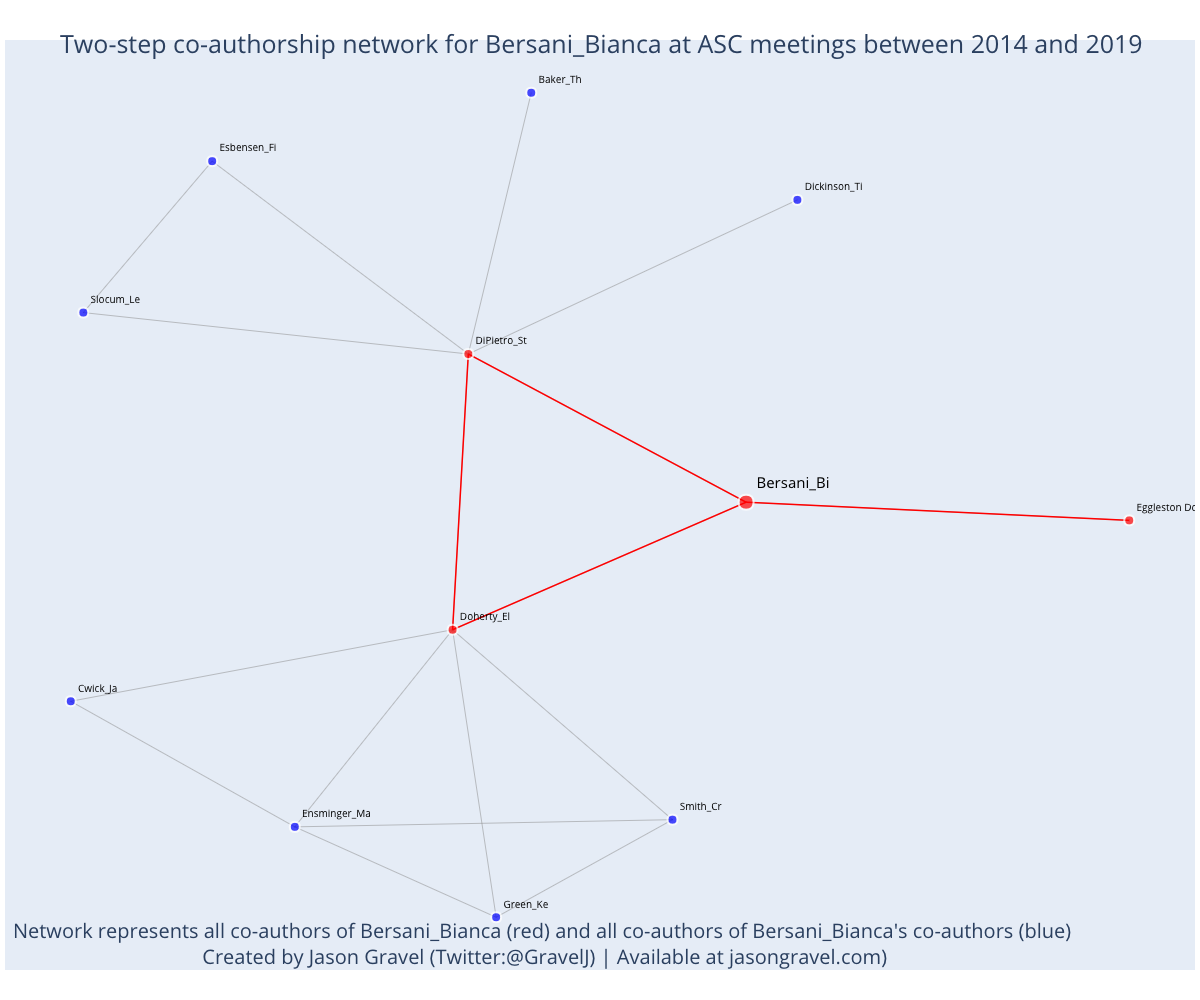 Two-step co-authorship network for Bersani_Bianca at ASC meetings between 2014 and 2019
Baker_Th
Esbensen_Fi
Dickinson_Ti
Slocum_Le
DiPietro_St
Bersani_Bi
Eggleston Do
Doherty_El
Cwick_Ja
Ensminger_Ma
Smith_Cr
Green_Ke
Network represents all co-authors of Bersani_Bianca (red) and all co-authors of Bersani_Bianca's co-authors (blue)
Created by Jason Gravel (Twitter:@GravelJ) | Available at jasongravel.com)